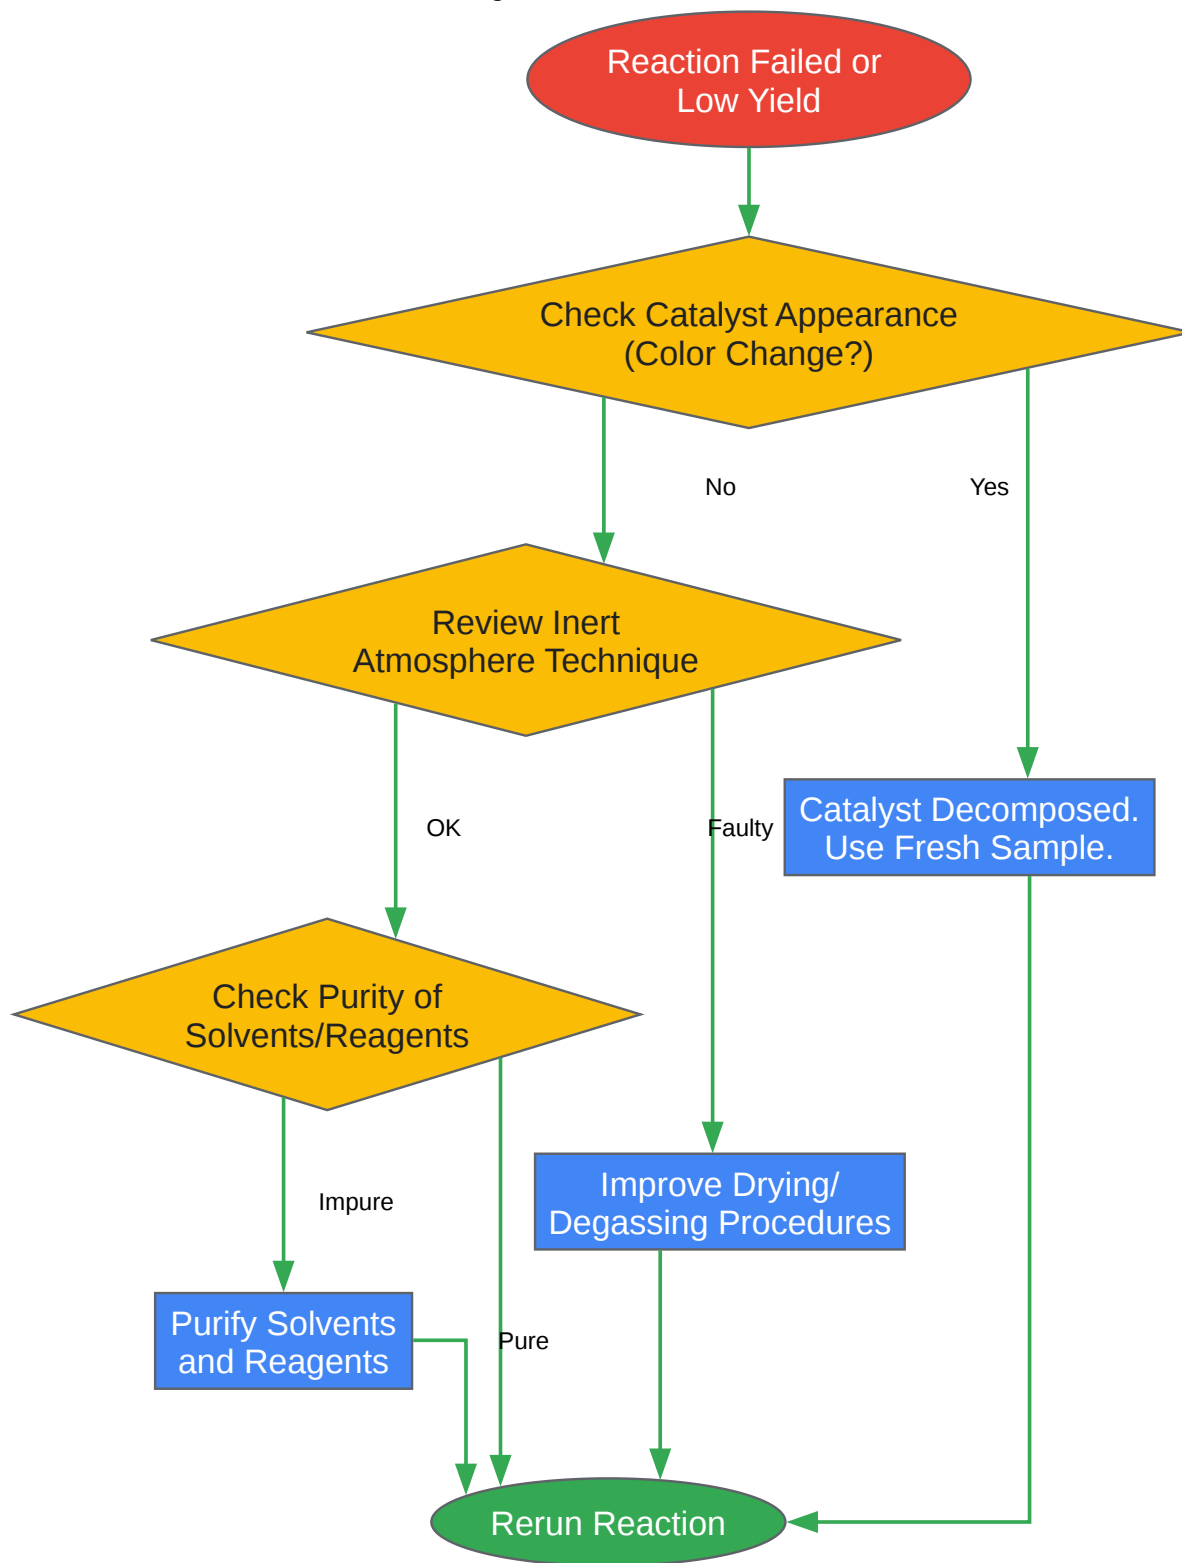 Reaction Failed or
Low Yield
Check Catalyst Appearance
(Color Change?)
No
Yes
Review Inert
Atmosphere Technique
Catalyst Decomposed.
Use Fresh Sample.
OK
Faulty
Check Purity of
Solvents/Reagents
Improve Drying/
Degassing Procedures
Impure
Purify Solvents
and Reagents
Pure
Rerun Reaction